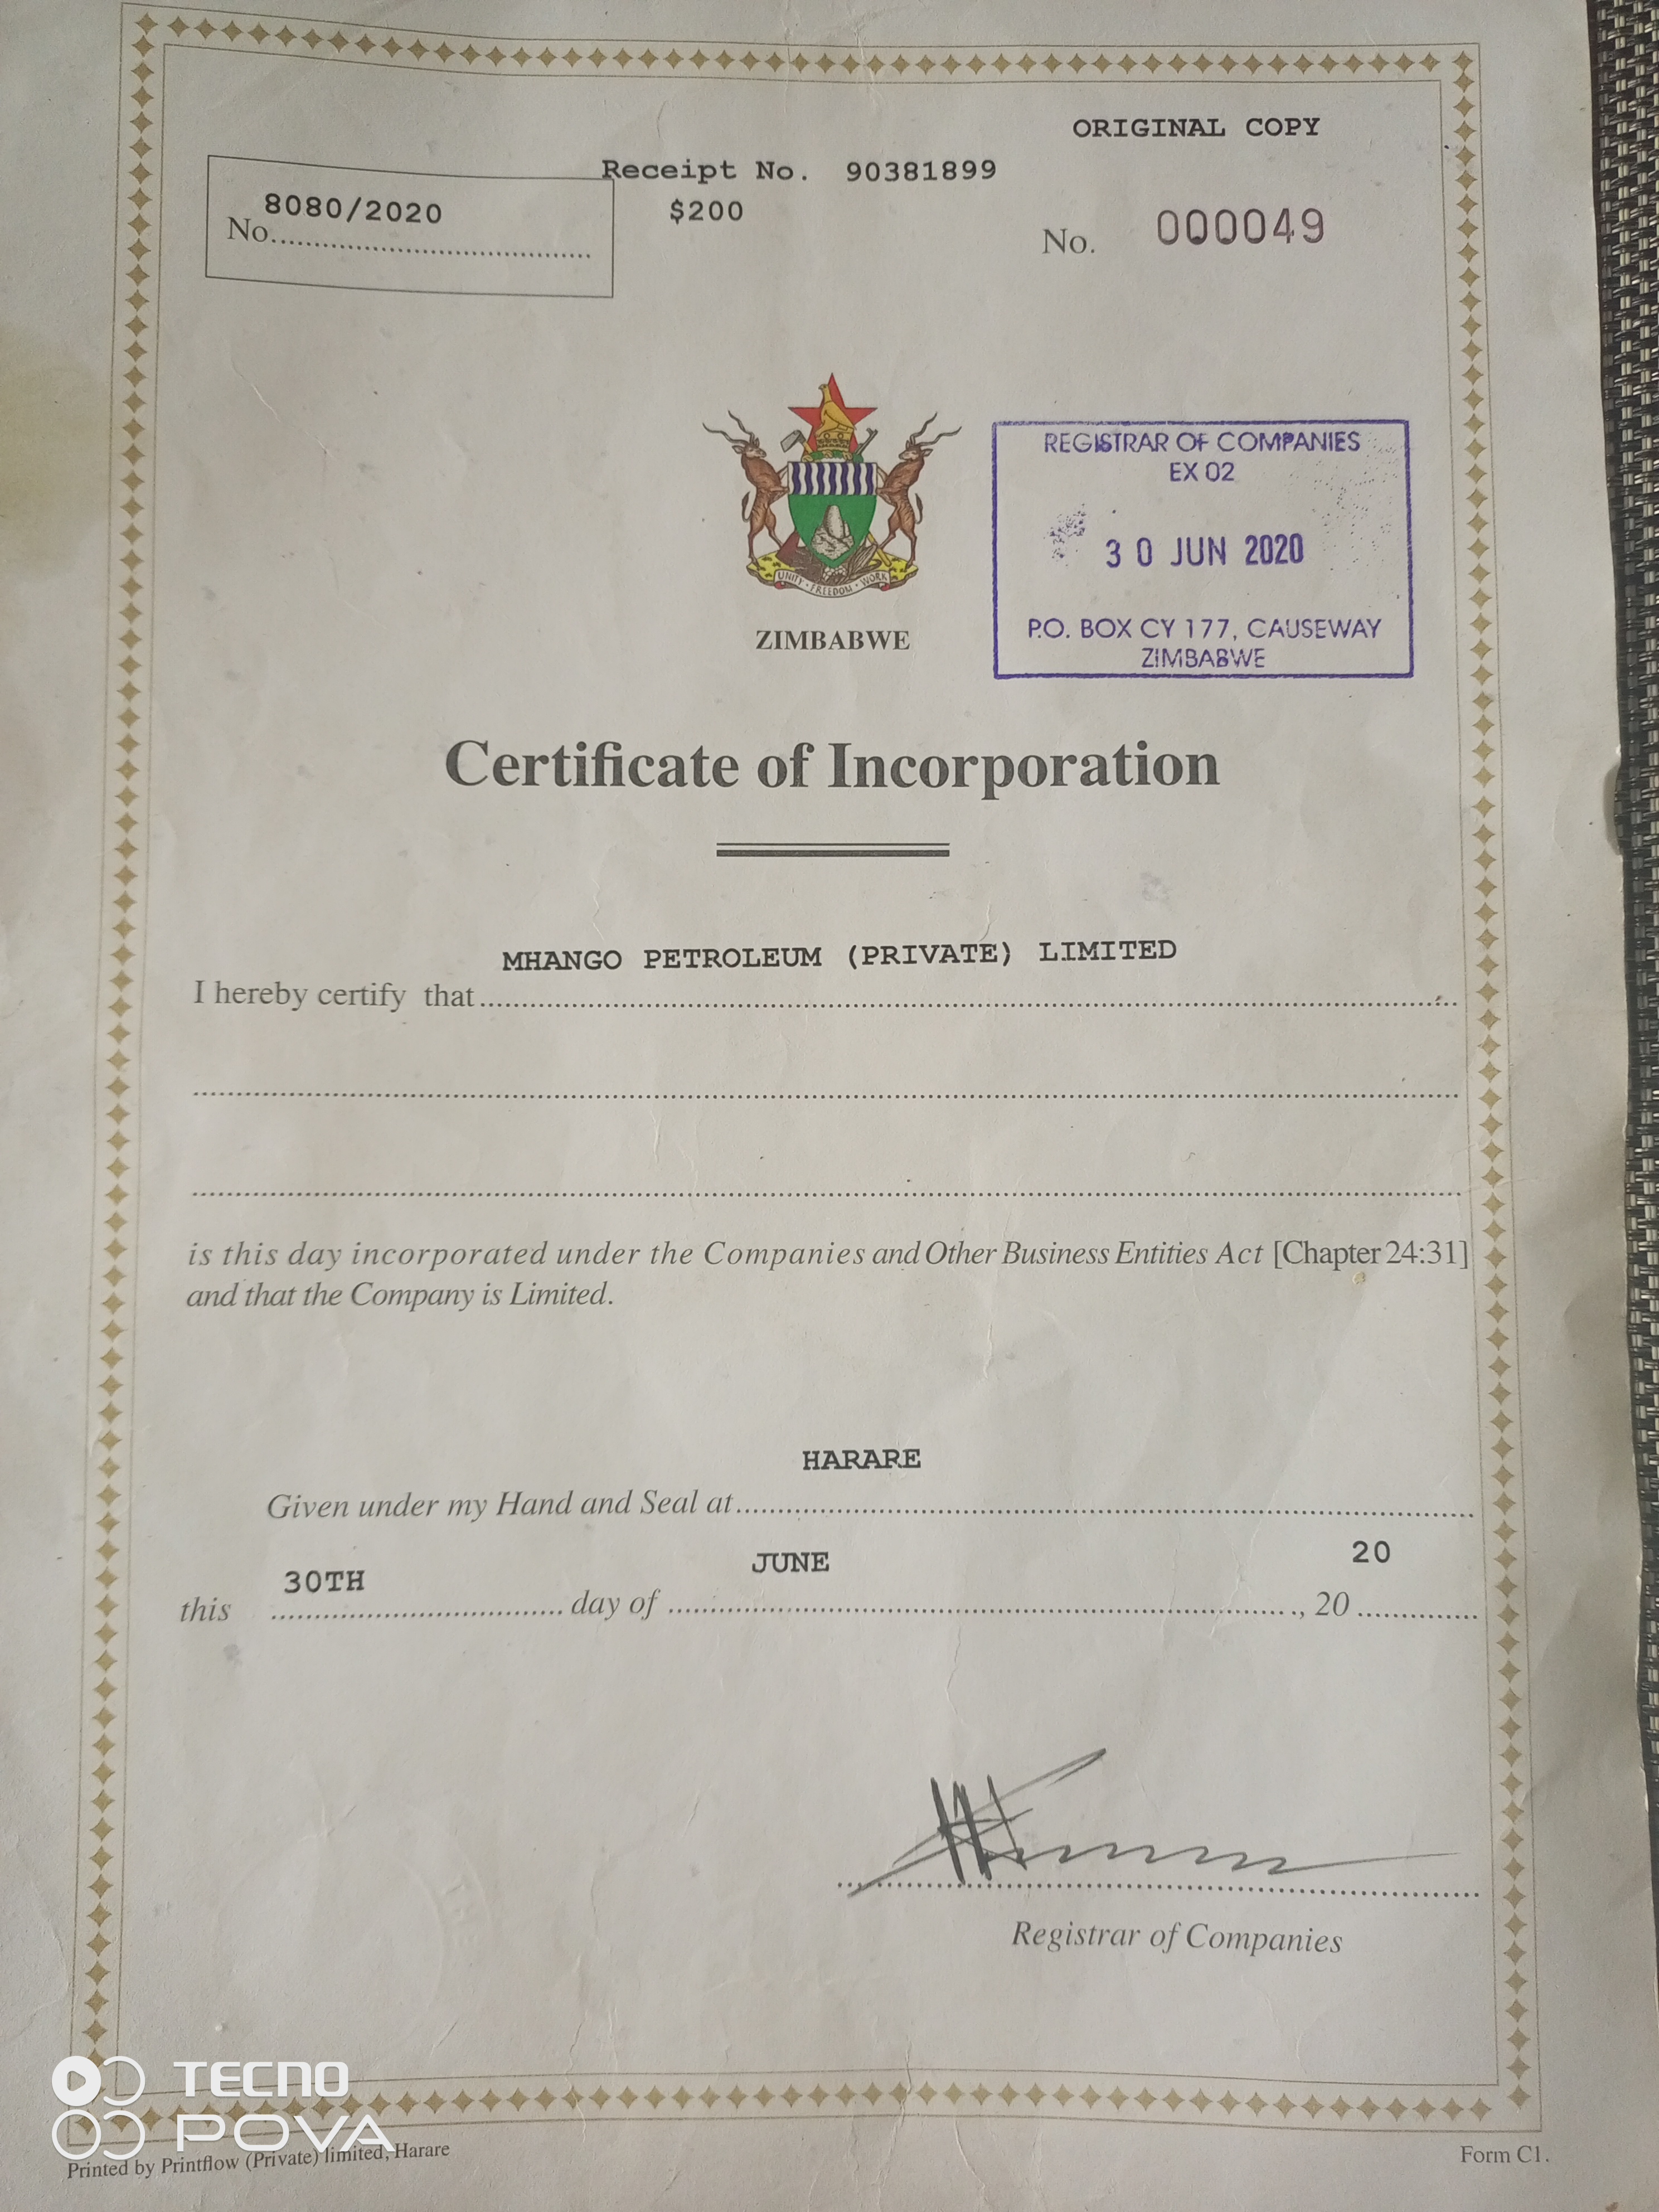 ORIGINAL COPY
Receipt No. 90381899
8080/2020
$200
No.
No. 000049
REGISTRAR OF COMPANIES
EX 02
30 JUN 2020
P.O. BOX CY 177, CAUSEWAY
ZIMBABWE
UNITY · FREEDOM · WORK
ZIMBABWE
Certificate of Incorporation
MHANGO PETROLEUM (PRIVATE) LIMITED
I hereby certify that
is this day incorporated under the Companies and Other Business Entities Act [Chapter 24:31]
and that the Company is Limited.
HARARE
Given under my Hand and Seal at
30TH JUNE 20
this day of , 20
Registrar of Companies
TECNO
POVA
Printed by Printflow (Private) limited, Harare
Form C1.